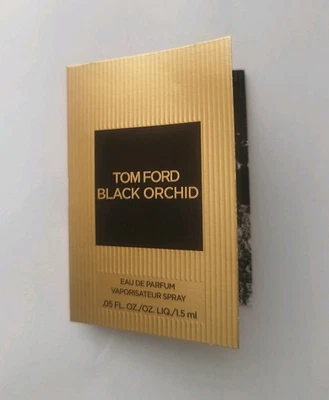 TOM FORD
BLACK ORCHID
EAU DE PARFUM
VAPORISATEUR SPRAY
.05 FL. OZ./OZ. LIQ./1.5 ml